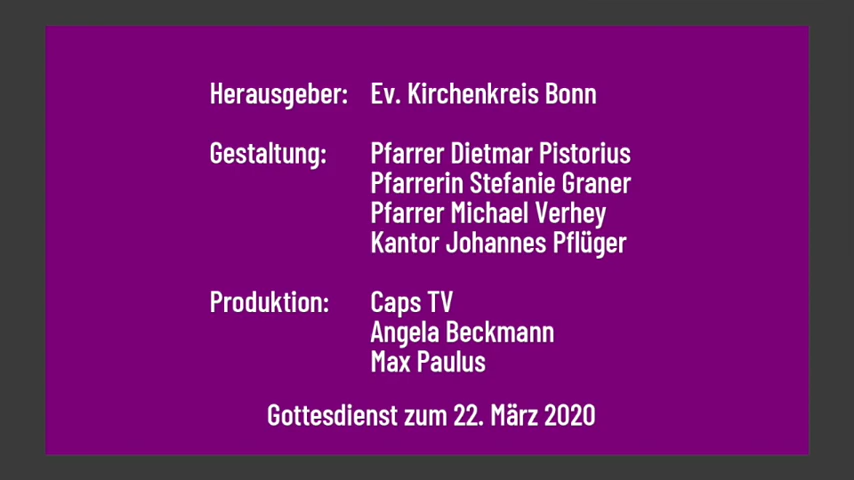 Herausgeber: Ev. Kirchenkreis Bonn
Gestaltung: Pfarrer Dietmar Pistorius
Pfarrerin Stefanie Graner
Pfarrer Michael Verhey
Kantor Johannes Pflüger
Produktion: Caps TV
Angela Beckmann
Max Paulus
Gottesdienst zum 22. März 2020